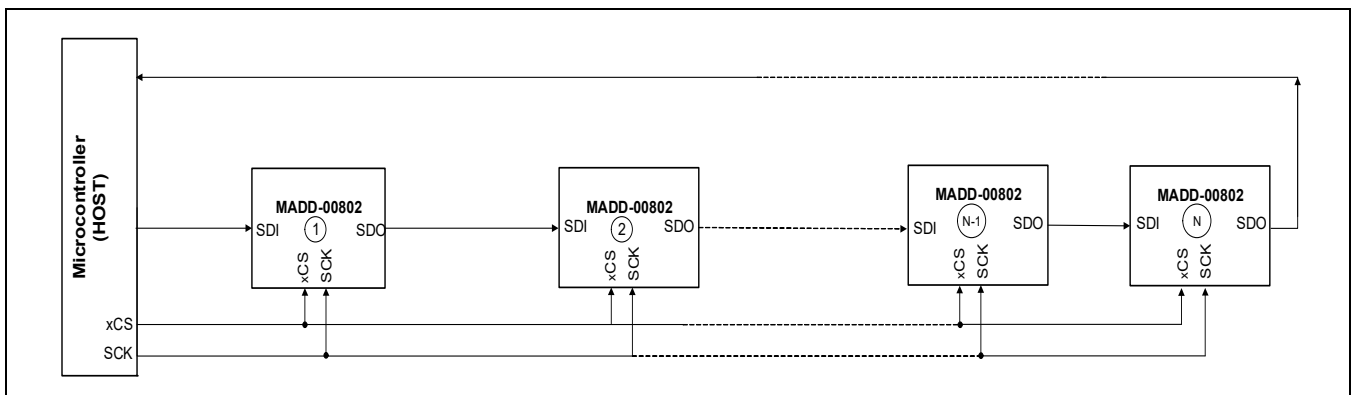 Microcontroller
(HOST)
xCS
SCK
MADD-00802
SDI
1
SDO
xCS
SCK
MADD-00802
SDI
2
SDO
xCS
SCK
MADD-00802
SDI
N-1
SDO
xCS
SCK
MADD-00802
SDI
N
SDO
xCS
SCK